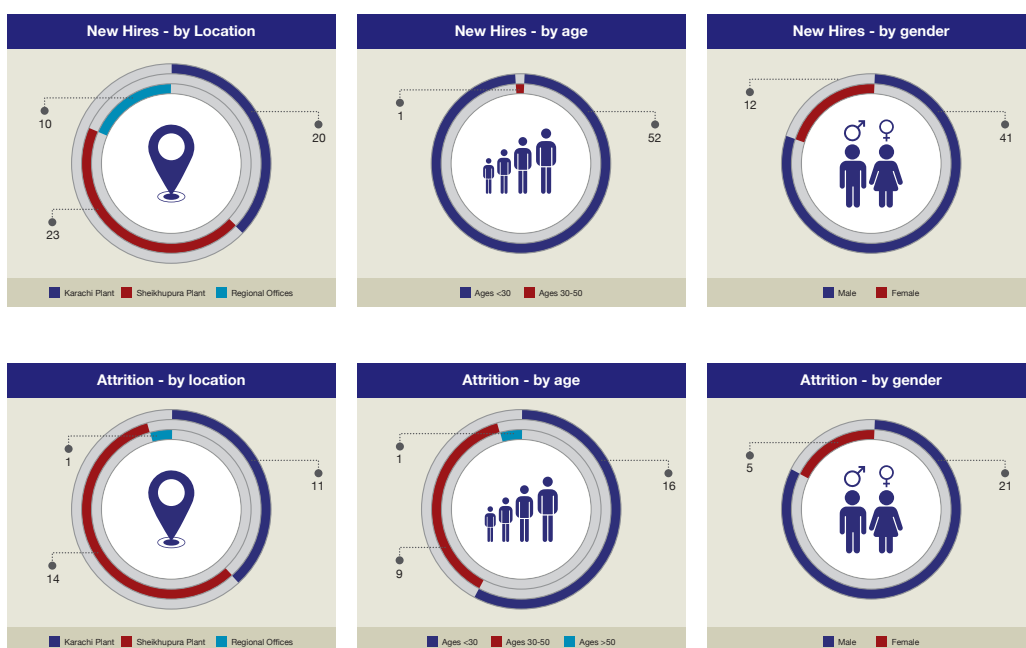 New Hires - by Location
10
20
23
Karachi Plant Sheikhupura Plant Regional Offices
New Hires - by age
1
52
Ages <30 Ages 30-50
New Hires - by gender
12
41
Male Female
Attrition - by location
1
11
14
Karachi Plant Sheikhupura Plant Regional Offices
Attrition - by age
1
16
9
Ages <30 Ages 30-50 Ages >50
Attrition - by gender
5
21
Male Female